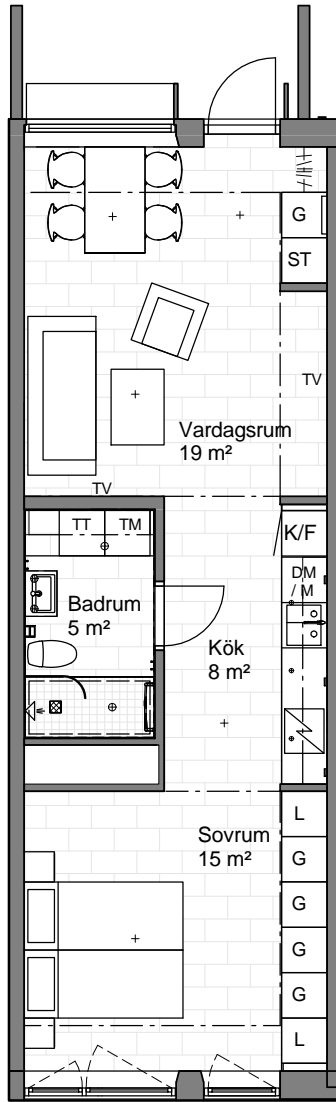 G
ST
TV
Vardagsrum
19 m²
TV
TT TM
K/F
DM
/ M
Badrum
5 m²
Kök
8 m²
L
Sovrum
15 m²
G
G
G
G
L